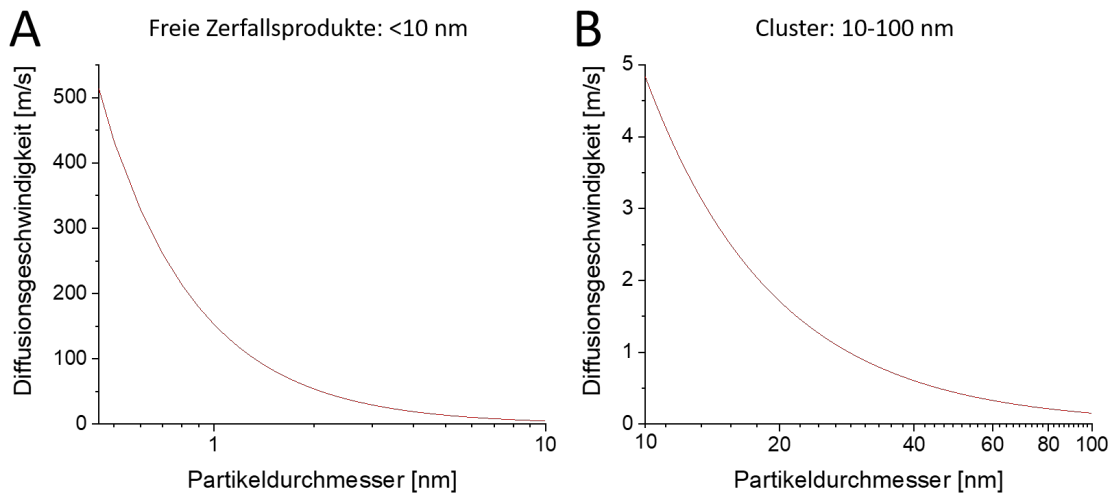 A
Freie Zerfallsprodukte: <10 nm
Diffusionsgeschwindigkeit [m/s]
500
400
300
200
100
0
1
10
Partikeldurchmesser [nm]
B
Cluster: 10-100 nm
Diffusionsgeschwindigkeit [m/s]
5
4
3
2
1
0
10
20
40
60
80
100
Partikeldurchmesser [nm]